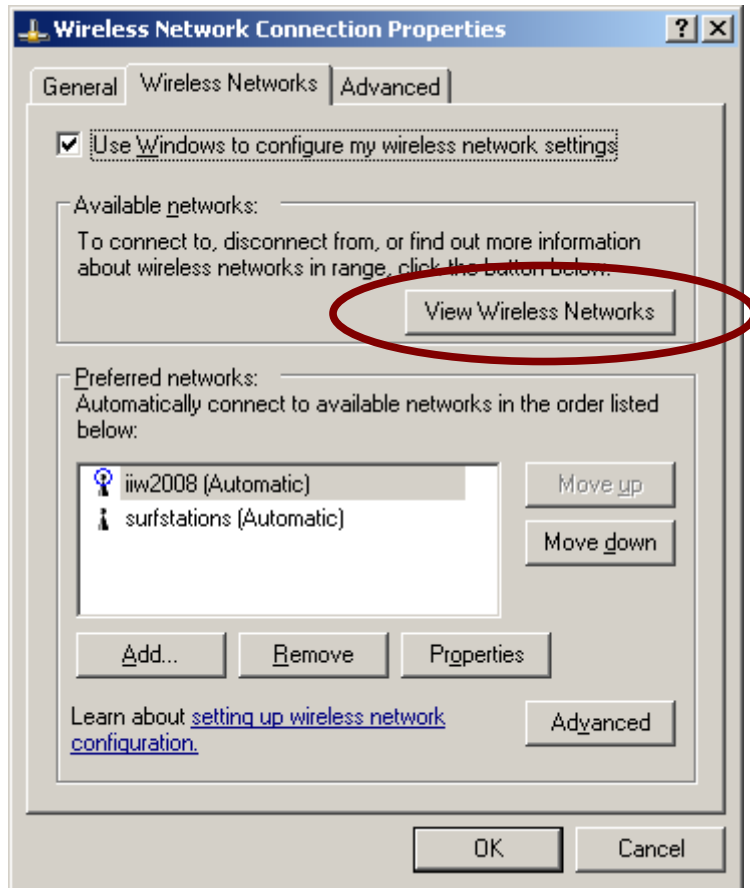 Wireless Network Connection Properties
General Wireless Networks Advanced
Use Windows to configure my wireless network settings
Available networks:
To connect to, disconnect from, or find out more information
about wireless networks in range, click the button below.
View Wireless Networks
Preferred networks:
Automatically connect to available networks in the order listed
below:
iiw2008 (Automatic)
Move up
surfstations (Automatic)
Move down
Add... Remove Properties
Learn about setting up wireless network
configuration.
Advanced
OK Cancel